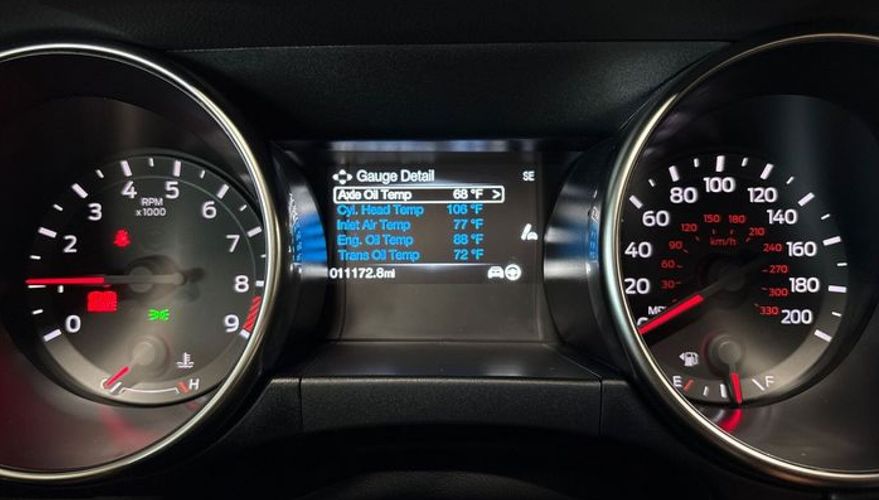 Gauge Detail SE
Axle Oil Temp 68 °F >
Cyl. Head Temp 106 °F
Inlet Air Temp 77 °F
Eng. Oil Temp 88 °F
Trans Oil Temp 72 °F
011172.8mi
RPM
x1000
0
2
3
4
5
6
7
8
9
H
0
20
40
60
80
100
120
140
160
180
200
km/h
30
60
90
120
150
180
210
240
270
300
330
E
F